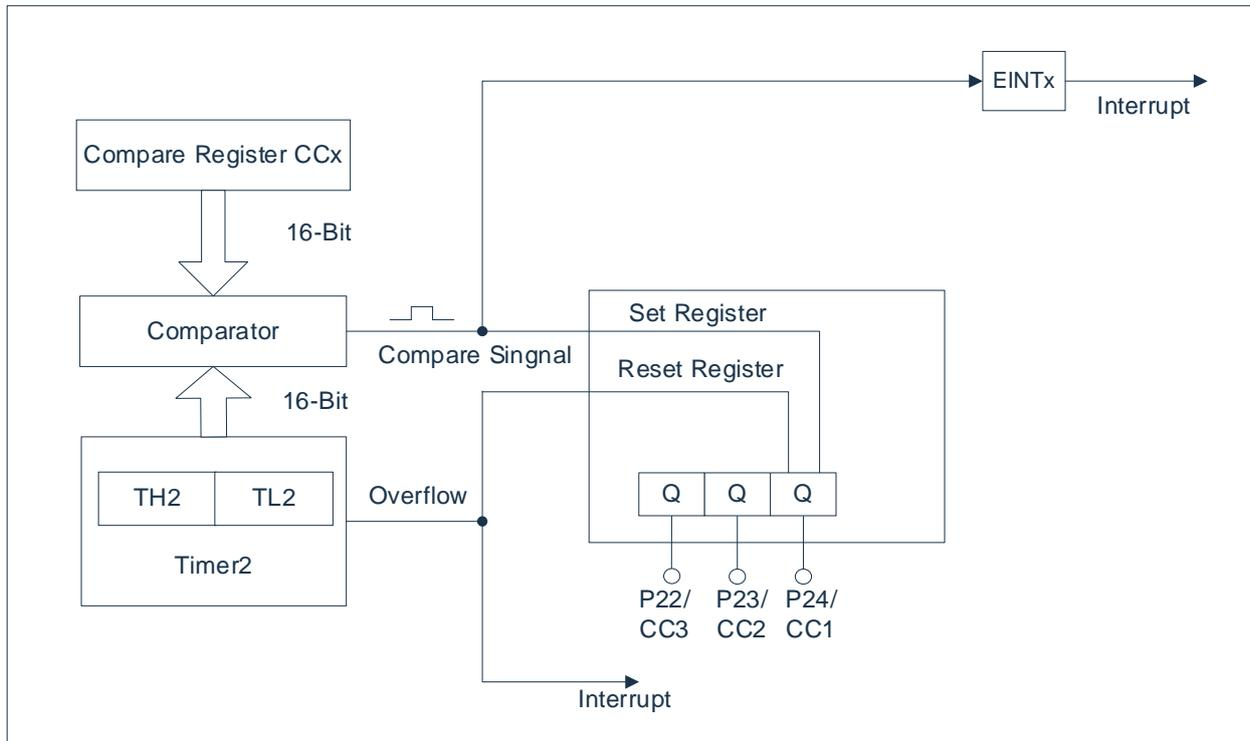 EINTx
Interrupt
Compare Register CCx
16-Bit
Set Register
Comparator
Compare Singnal
Reset Register
16-Bit
TH2 TL2
Overflow
Q Q Q
Timer2
P22/ P23/ P24/
CC3 CC2 CC1
Interrupt